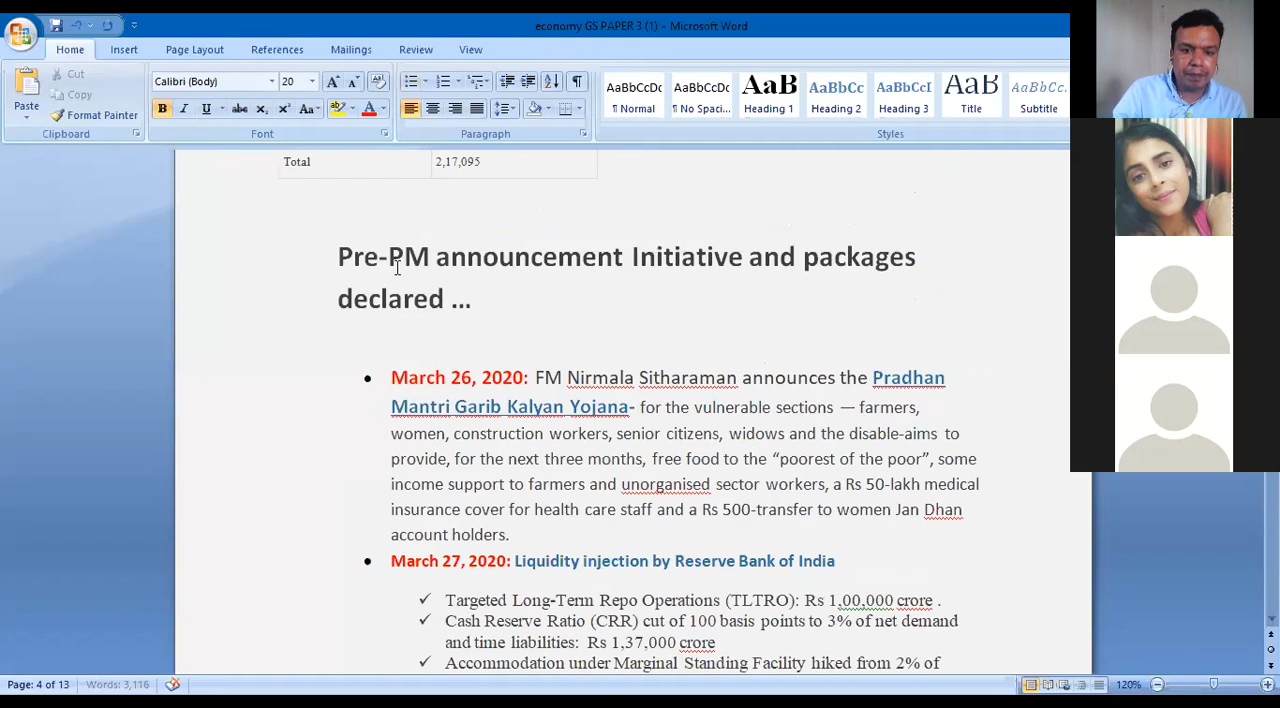 economy GS PAPER 3 (1) - Microsoft Word
Home Insert Page Layout References Mailings Review View
Paste
Cut
Copy
Format Painter
Clipboard
Calibri (Body) 20
B I U abc x₂ x² Aa
Font
Paragraph
AaBbCcDc AaBbCcDc AaB AaBbCc AaBbCcI AaB AaBbCc.
¶ Normal ¶ No Spaci... Heading 1 Heading 2 Heading 3 Title Subtitle
Styles
Total 2,17,095
Pre-PM announcement Initiative and packages
declared ...
• March 26, 2020: FM Nirmala Sitharaman announces the Pradhan
Mantri Garib Kalyan Yojana- for the vulnerable sections — farmers,
women, construction workers, senior citizens, widows and the disable-aims to
provide, for the next three months, free food to the “poorest of the poor”, some
income support to farmers and unorganised sector workers, a Rs 50-lakh medical
insurance cover for health care staff and a Rs 500-transfer to women Jan Dhan
account holders.
• March 27, 2020: Liquidity injection by Reserve Bank of India
✓ Targeted Long-Term Repo Operations (TLTRO): Rs 1,00,000 crore .
✓ Cash Reserve Ratio (CRR) cut of 100 basis points to 3% of net demand
and time liabilities: Rs 1,37,000 crore
✓ Accommodation under Marginal Standing Facility hiked from 2% of
Page: 4 of 13 Words: 3,116 120%